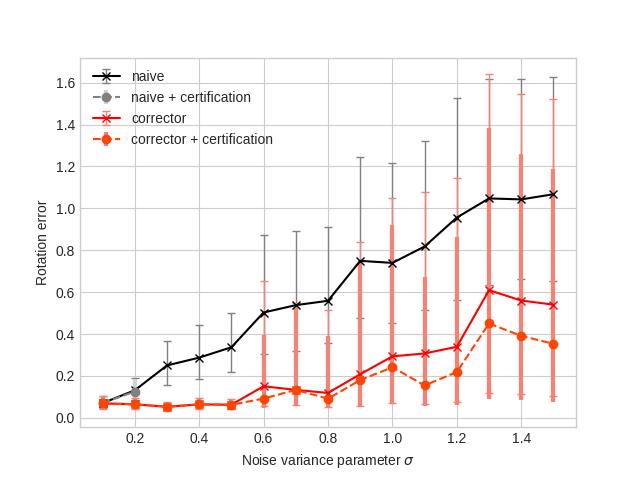 1.6
1.4
1.2
1.0
0.8
0.6
0.4
0.2
0.0
Rotation error
naive
naive + certification
corrector
corrector + certification
0.2 0.4 0.6 0.8 1.0 1.2 1.4
Noise variance parameter σ